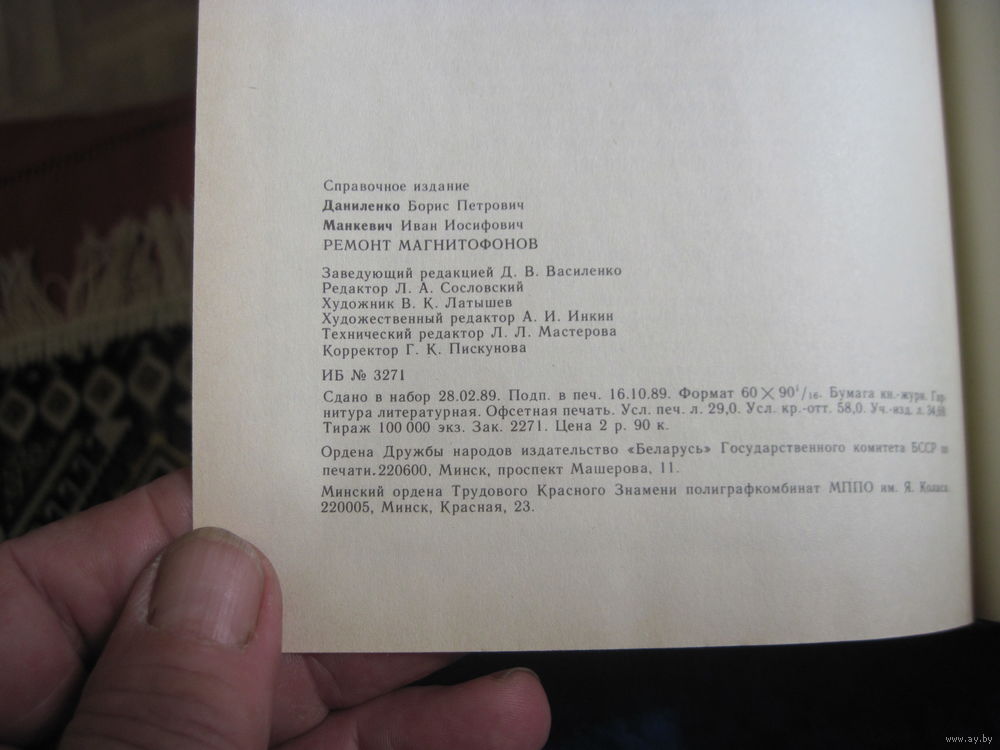 Справочное издание
Даниленко Борис Петрович
Манкевич Иван Иосифович
РЕМОНТ МАГНИТОФОНОВ
Заведующий редакцией Д. В. Василенко
Редактор Л. А. Сословский
Художник В. К. Латышев
Художественный редактор А. И. Инкин
Технический редактор Л. Л. Мастерова
Корректор Г. К. Пискунова
ИБ № 3271
Сдано в набор 28.02.89. Подп. в печ. 16.10.89. Формат 60×90¹/₁₆. Бумага кн.-журн. Гар-
нитура литературная. Офсетная печать. Усл. печ. л. 29,0. Усл. кр.-отт. 58,0. Уч.-изд. л.
Тираж 100 000 экз. Зак. 2271. Цена 2 р. 90 к.
Ордена Дружбы народов издательство «Беларусь» Государственного комитета БССР по
печати.220600, Минск, проспект Машерова, 11.
Минский ордена Трудового Красного Знамени полиграфкомбинат МППО им. Я. Коласа.
220005, Минск, Красная, 23.
www.ay.by